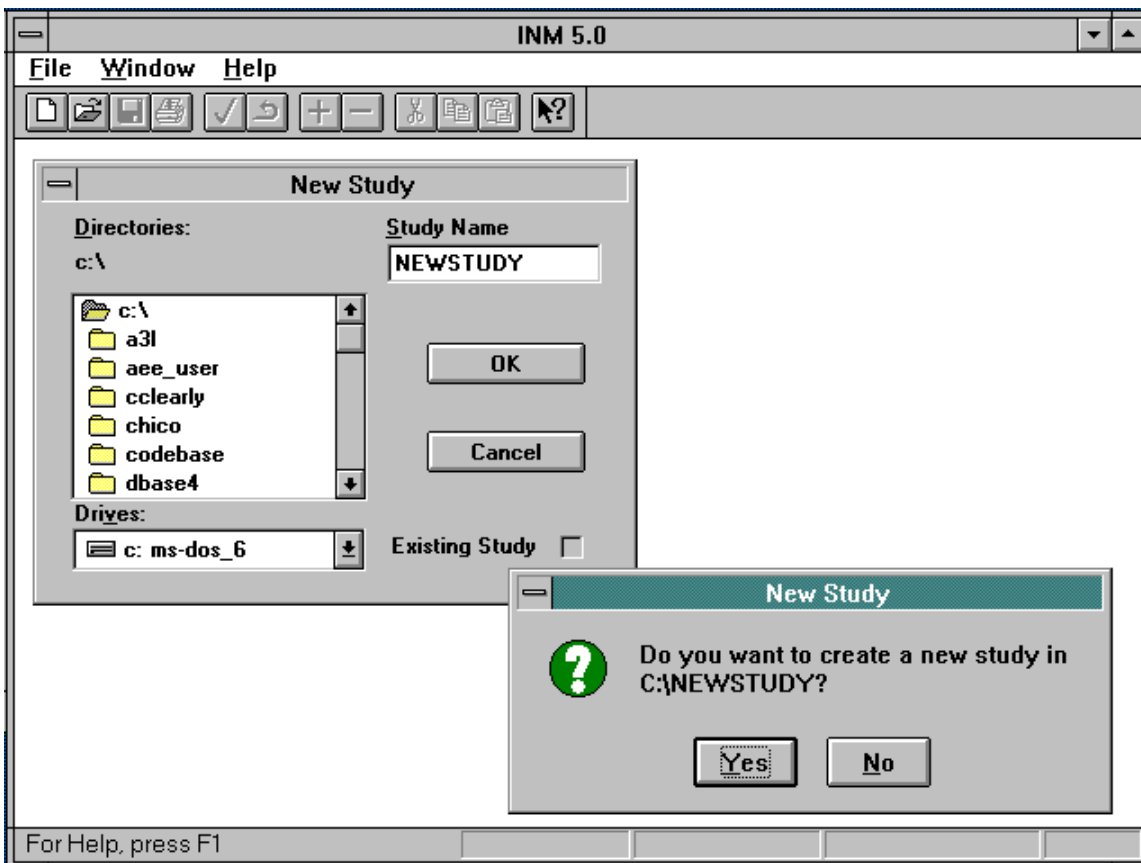 INM 5.0
File Window Help
New Study
Directories:
c:\
Study Name
NEWSTUDY
c:\
a3l
aee_user
cclearly
chico
codebase
dbase4
OK
Cancel
Drives:
c: ms-dos_6
Existing Study
New Study
Do you want to create a new study in
C:\NEWSTUDY?
Yes No
For Help, press F1